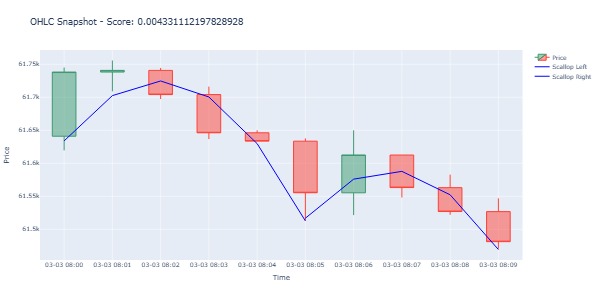 OHLC Snapshot - Score: 0.004331112197828928
61.75k
61.7k
61.65k
61.6k
61.55k
61.5k
Price
03-03 08:00 03-03 08:01 03-03 08:02 03-03 08:03 03-03 08:04 03-03 08:05 03-03 08:06 03-03 08:07 03-03 08:08 03-03 08:09
Time
Price
Scallop Left
Scallop Right